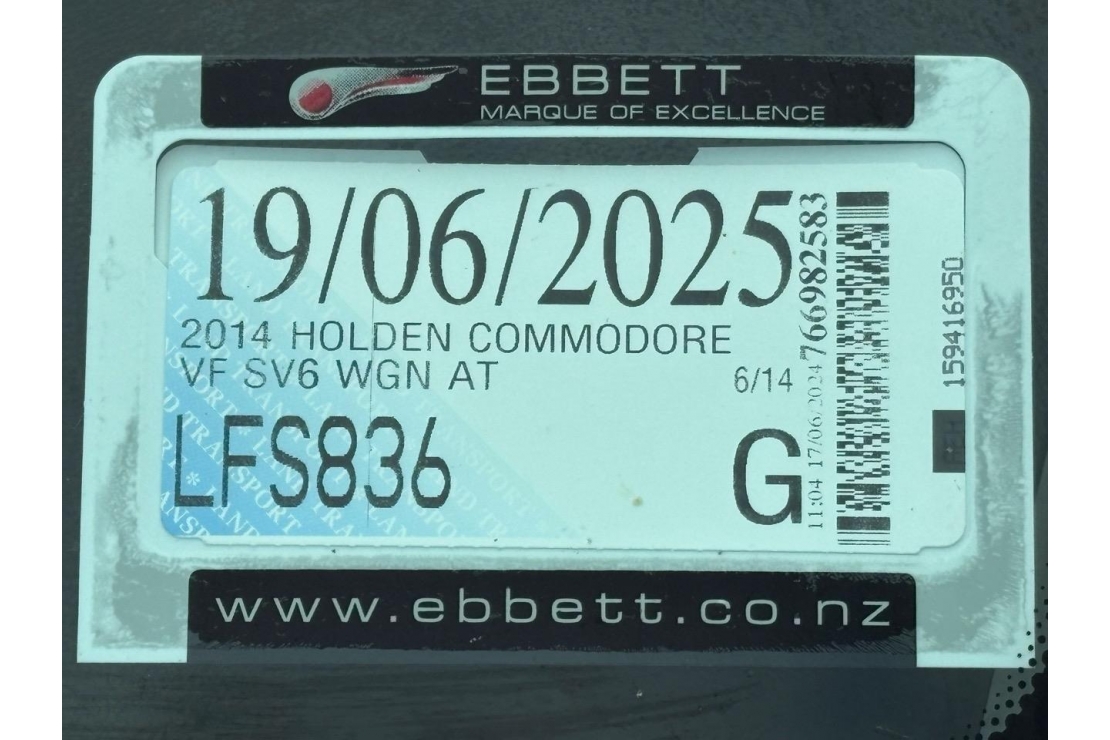 EBBETT
MARQUE OF EXCELLENCE
19/06/2025
2014 HOLDEN COMMODORE
VF SV6 WGN AT
6/14
LFS836
G
11:04 17/06/2024 766982583
159416950
www.ebbett.co.nz